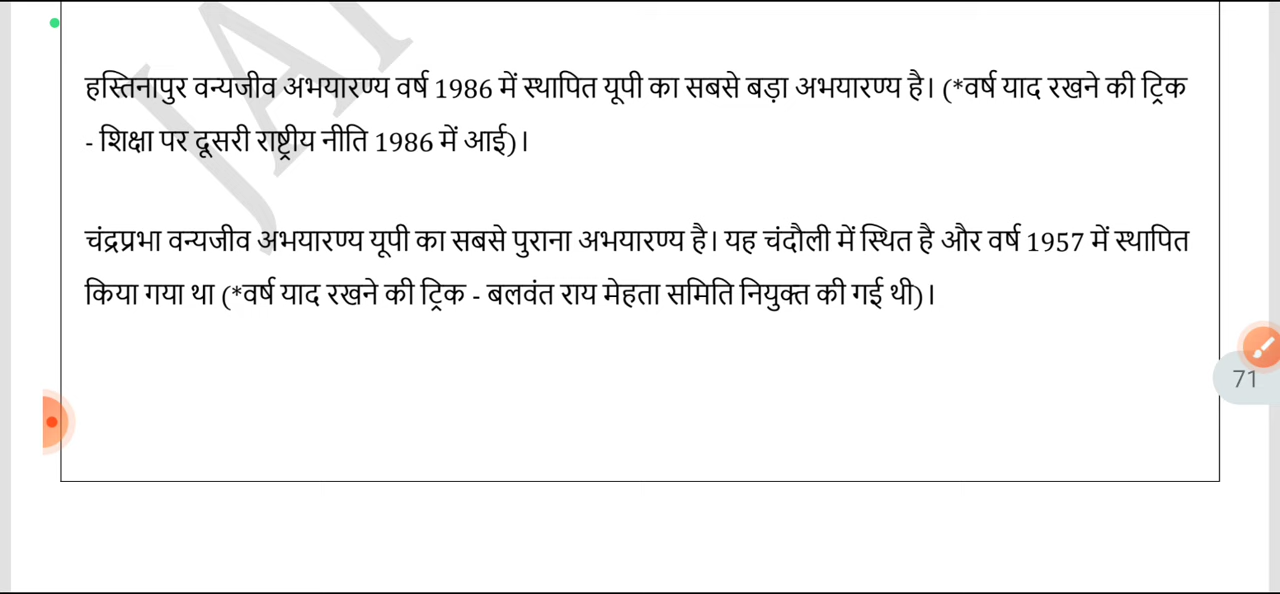 हस्तिनापुर वन्यजीव अभयारण्य वर्ष 1986 में स्थापित यूपी का सबसे बड़ा अभयारण्य है। (*वर्ष याद रखने की ट्रिक
- शिक्षा पर दूसरी राष्ट्रीय नीति 1986 में आई)।
चंद्रप्रभा वन्यजीव अभयारण्य यूपी का सबसे पुराना अभयारण्य है। यह चंदौली में स्थित है और वर्ष 1957 में स्थापित
किया गया था (*वर्ष याद रखने की ट्रिक - बलवंत राय मेहता समिति नियुक्त की गई थी)।
71